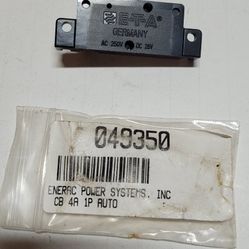 E-T-A
GERMANY
AC 250V DC 28V
049350
ENERAC POWER SYSTEMS, INC
CB 4A 1P AUTO